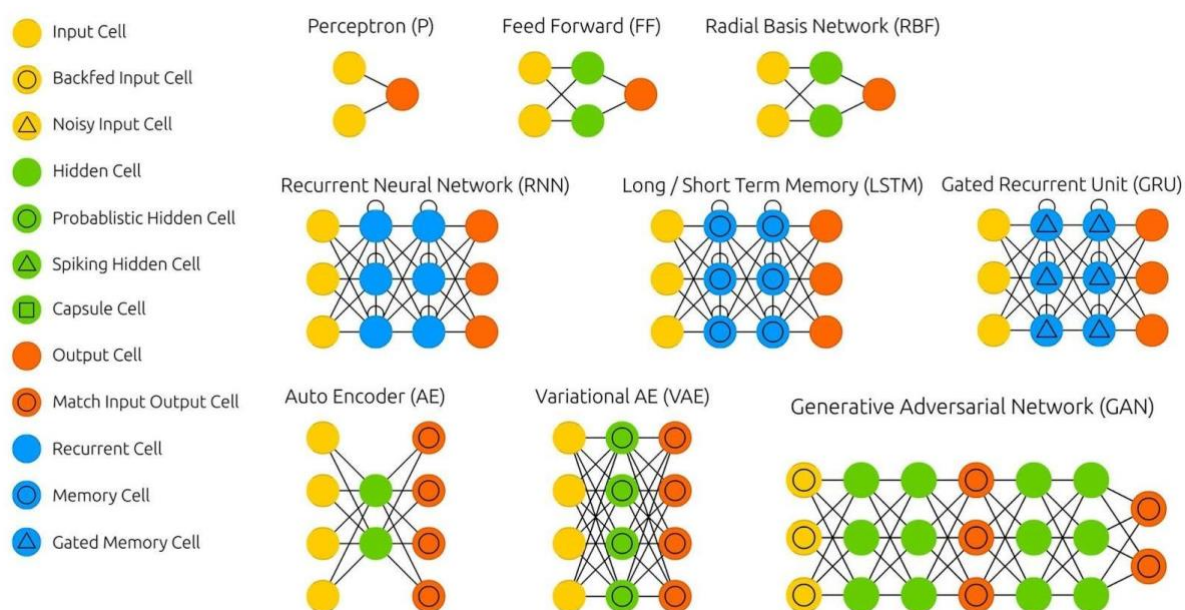 Input Cell
Backfed Input Cell
Noisy Input Cell
Hidden Cell
Probablistic Hidden Cell
Spiking Hidden Cell
Capsule Cell
Output Cell
Match Input Output Cell
Recurrent Cell
Memory Cell
Gated Memory Cell
Perceptron (P)
Feed Forward (FF)
Radial Basis Network (RBF)
Recurrent Neural Network (RNN)
Long / Short Term Memory (LSTM)
Gated Recurrent Unit (GRU)
Auto Encoder (AE)
Variational AE (VAE)
Generative Adversarial Network (GAN)